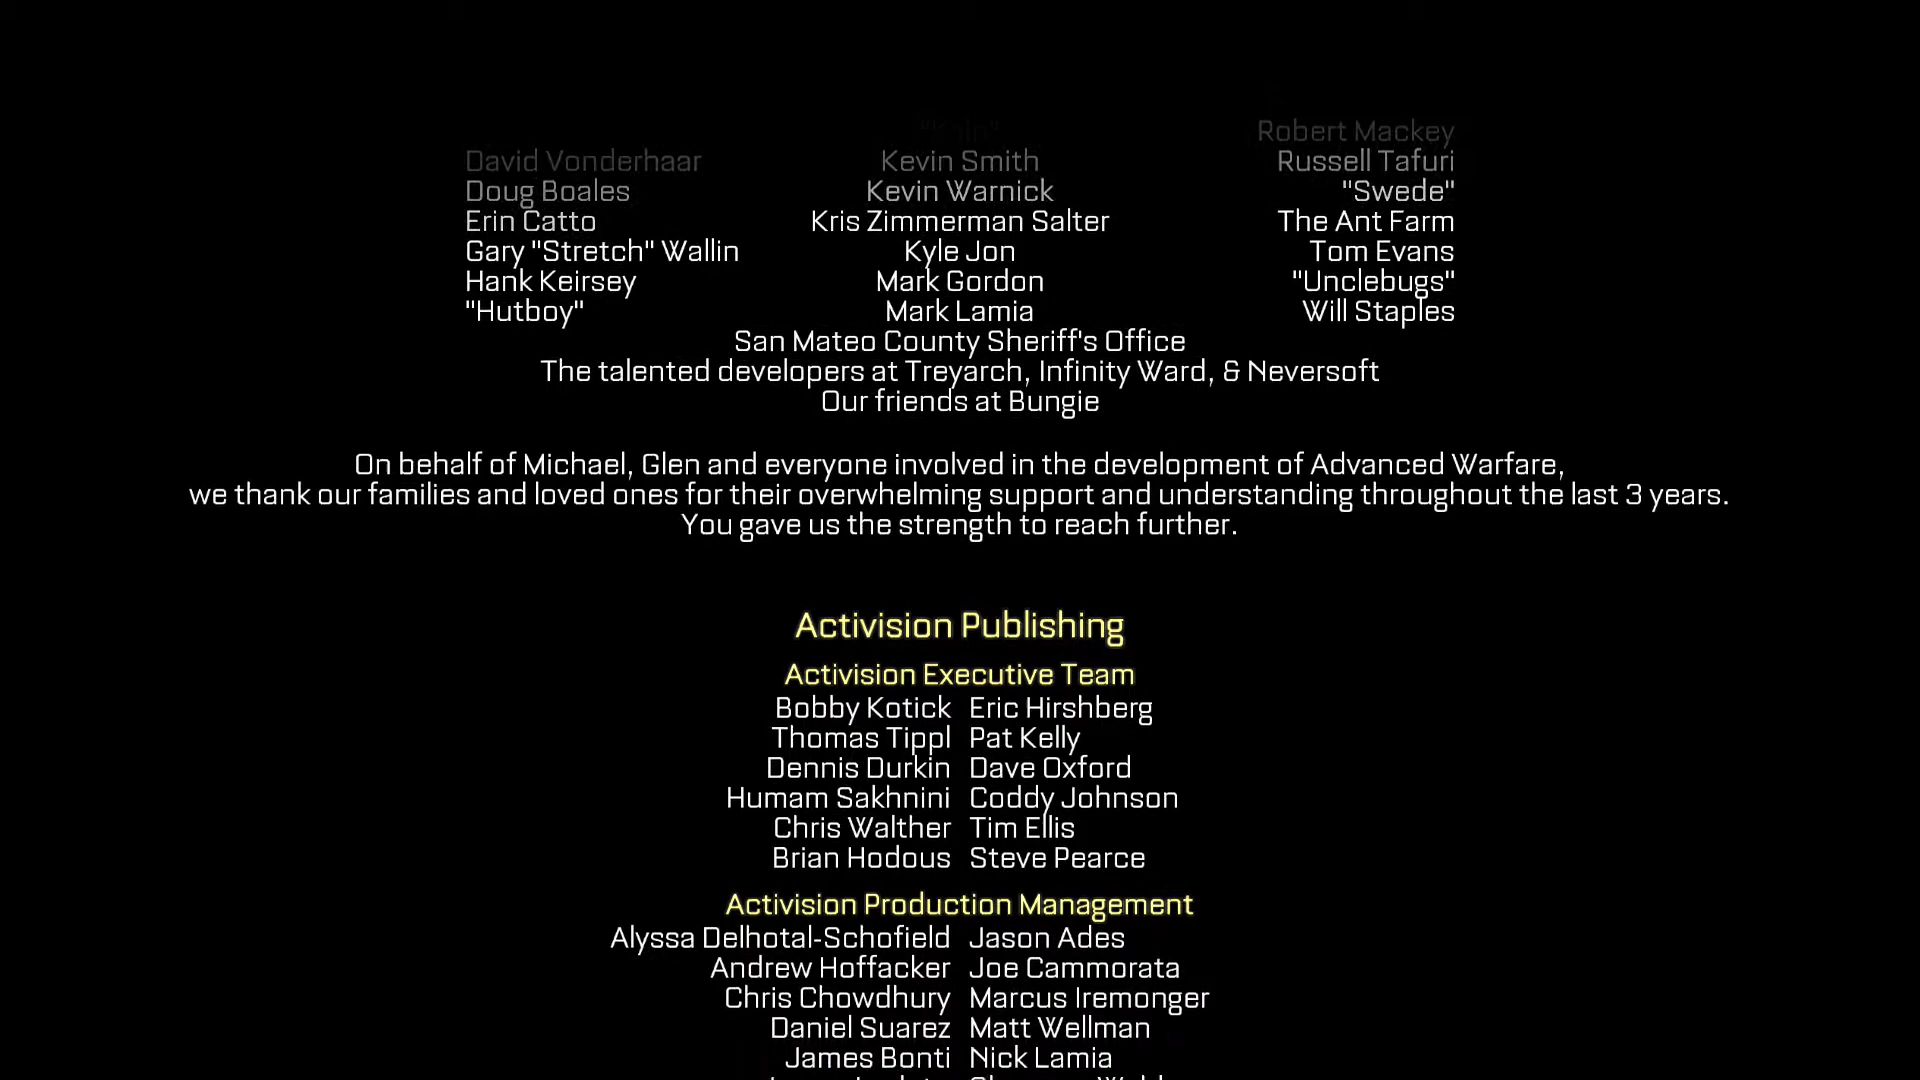 Robert Mackey
David Vonderhaar Kevin Smith Russell Tafuri
Doug Boales Kevin Warnick "Swede"
Erin Catto Kris Zimmerman Salter The Ant Farm
Gary "Stretch" Wallin Kyle Jon Tom Evans
Hank Keirsey Mark Gordon "Unclebugs"
"Hutboy" Mark Lamia Will Staples
San Mateo County Sheriff's Office
The talented developers at Treyarch, Infinity Ward, & Neversoft
Our friends at Bungie
On behalf of Michael, Glen and everyone involved in the development of Advanced Warfare,
we thank our families and loved ones for their overwhelming support and understanding throughout the last 3 years.
You gave us the strength to reach further.
Activision Publishing
Activision Executive Team
Bobby Kotick Eric Hirshberg
Thomas Tippl Pat Kelly
Dennis Durkin Dave Oxford
Humam Sakhnini Coddy Johnson
Chris Walther Tim Ellis
Brian Hodous Steve Pearce
Activision Production Management
Alyssa Delhotal-Schofield Jason Ades
Andrew Hoffacker Joe Cammorata
Chris Chowdhury Marcus Iremonger
Daniel Suarez Matt Wellman
James Bonti Nick Lamia